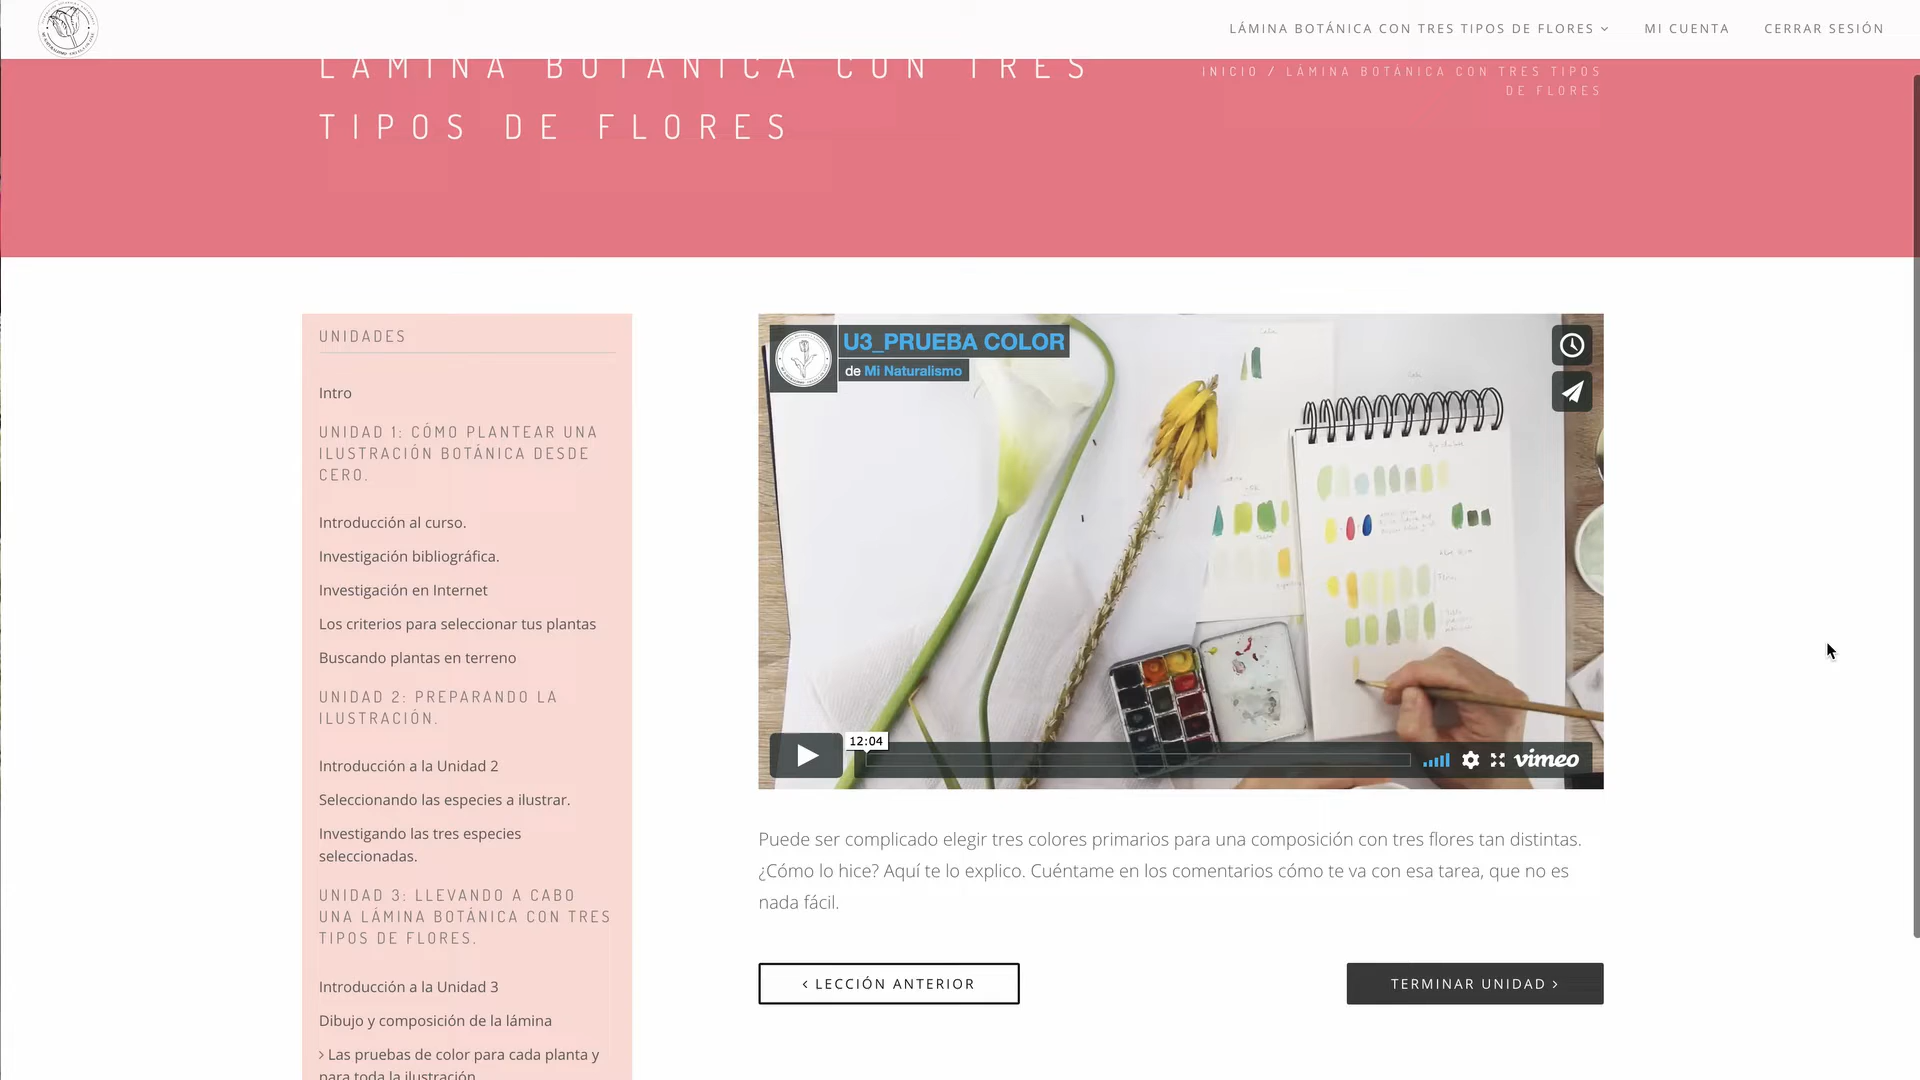 LÁMINA BOTÁNICA CON TRES TIPOS DE FLORES
MI CUENTA
CERRAR SESIÓN
LÁMINA BOTÁNICA CON TRES
TIPOS DE FLORES
INICIO / LÁMINA BOTÁNICA CON TRES TIPOS
DE FLORES
UNIDADES
Intro
UNIDAD 1: CÓMO PLANTEAR UNA
ILUSTRACIÓN BOTÁNICA DESDE
CERO.
Introducción al curso.
Investigación bibliográfica.
Investigación en Internet
Los criterios para seleccionar tus plantas
Buscando plantas en terreno
UNIDAD 2: PREPARANDO LA
ILUSTRACIÓN.
Introducción a la Unidad 2
Seleccionando las especies a ilustrar.
Investigando las tres especies
seleccionadas.
UNIDAD 3: LLEVANDO A CABO
UNA LÁMINA BOTÁNICA CON TRES
TIPOS DE FLORES.
Introducción a la Unidad 3
Dibujo y composición de la lámina
> Las pruebas de color para cada planta y
para toda la ilustración
U3_PRUEBA COLOR
de Mi Naturalismo
12:04
vimeo
Puede ser complicado elegir tres colores primarios para una composición con tres flores tan distintas.
¿Cómo lo hice? Aquí te lo explico. Cuéntame en los comentarios cómo te va con esa tarea, que no es
nada fácil.
< LECCIÓN ANTERIOR
TERMINAR UNIDAD >